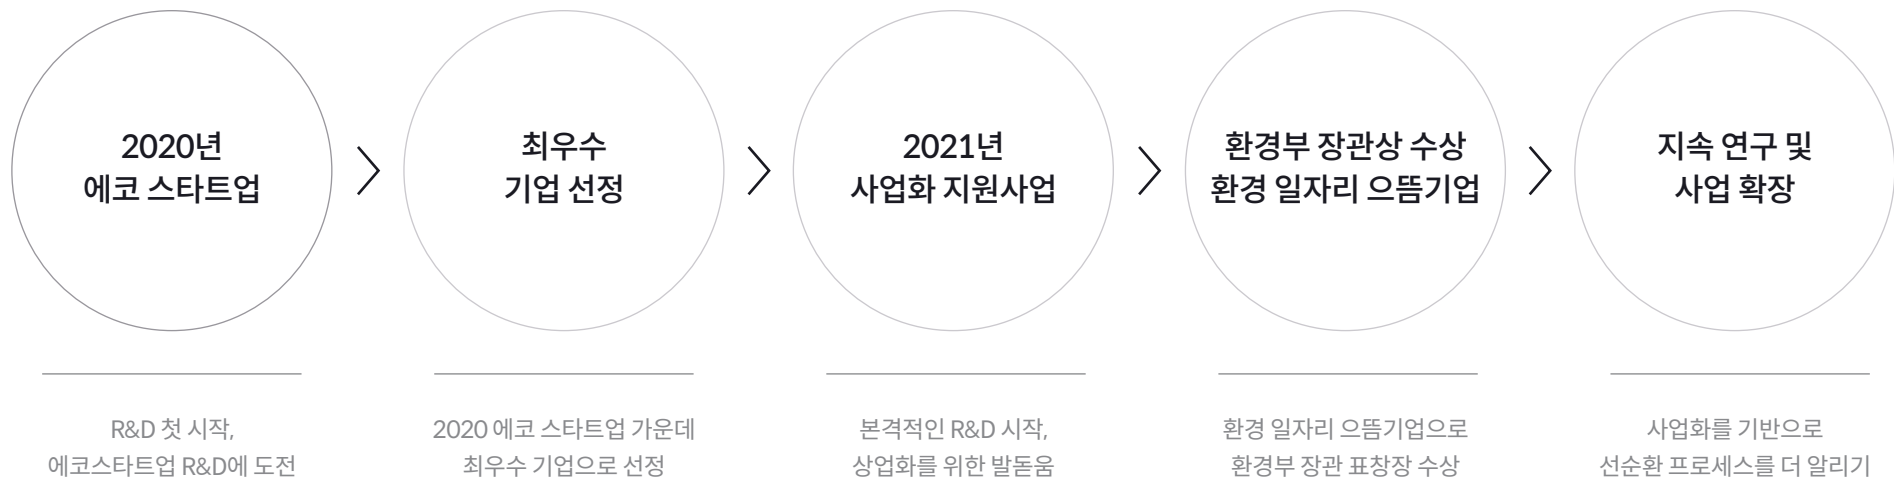 2020년
에코 스타트업
최우수
기업 선정
2021년
사업화 지원사업
환경부 장관상 수상
환경 일자리 으뜸기업
지속 연구 및
사업 확장
R&D 첫 시작,
에코스타트업 R&D에 도전
2020 에코 스타트업 가운데
최우수 기업으로 선정
본격적인 R&D 시작,
상업화를 위한 발돋움
환경 일자리 으뜸기업으로
환경부 장관 표창장 수상
사업화를 기반으로
선순환 프로세스를 더 알리기